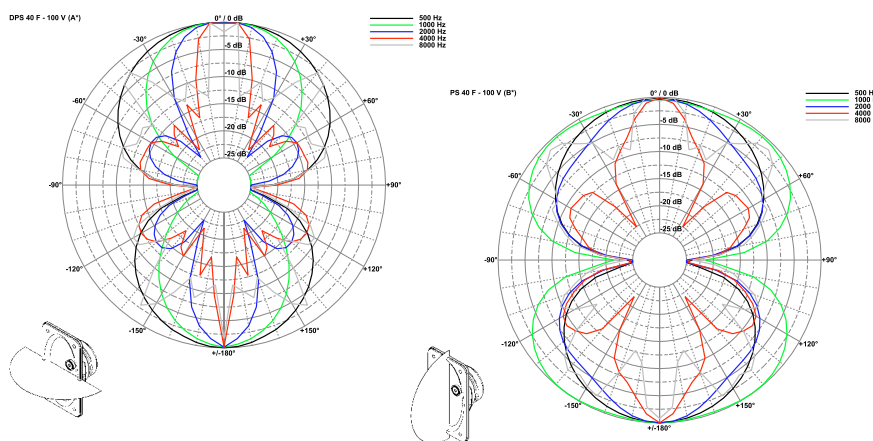 DPS 40 F - 100 V (A*)
0° / 0 dB
500 Hz
1000 Hz
2000 Hz
4000 Hz
8000 Hz
-30°
+30°
-5 dB
-10 dB
-60°
+60°
-15 dB
-20 dB
-25 dB
-90°
+90°
-120°
+120°
-150°
+150°
+/-180°
PS 40 F - 100 V (B*)
0° / 0 dB
500 H
1000
2000
4000
8000
-30°
+30°
-5 dB
-10 dB
-60°
+60°
-15 dB
-20 dB
-25 dB
-90°
+90°
-120°
+120°
-150°
+150°
+/-180°